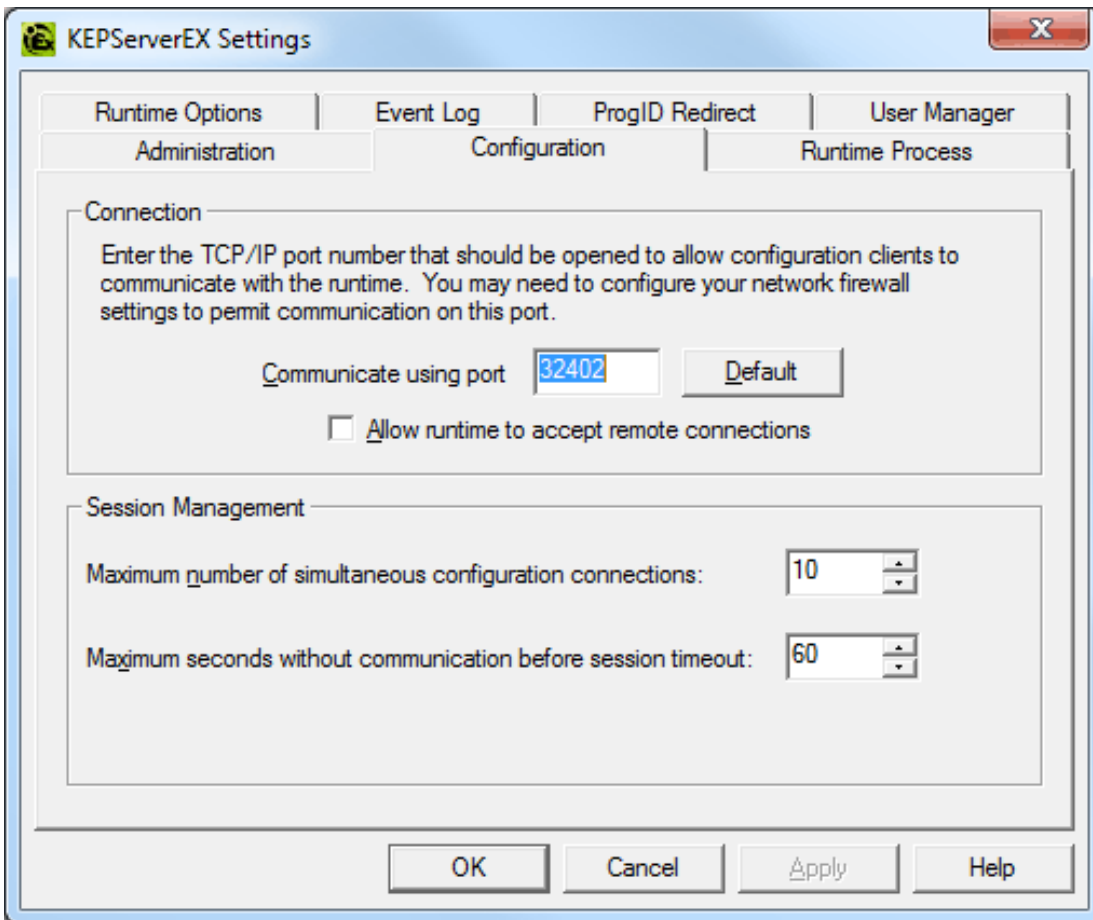 KEPServerEX Settings
Runtime Options Event Log ProgID Redirect User Manager
Administration Configuration Runtime Process
Connection
Enter the TCP/IP port number that should be opened to allow configuration clients to
communicate with the runtime. You may need to configure your network firewall
settings to permit communication on this port.
Communicate using port 32402 Default
Allow runtime to accept remote connections
Session Management
Maximum number of simultaneous configuration connections: 10
Maximum seconds without communication before session timeout: 60
OK Cancel Apply Help